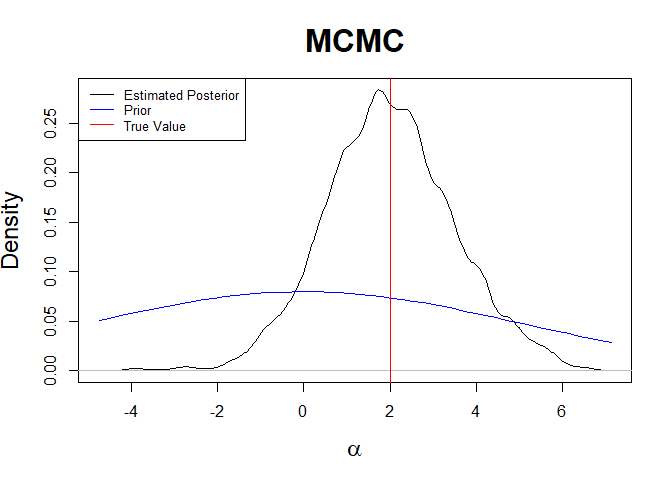 MCMC
Estimated Posterior
Prior
True Value
Density
0.25
0.20
0.15
0.10
0.05
0.00
-4 -2 0 2 4 6
α